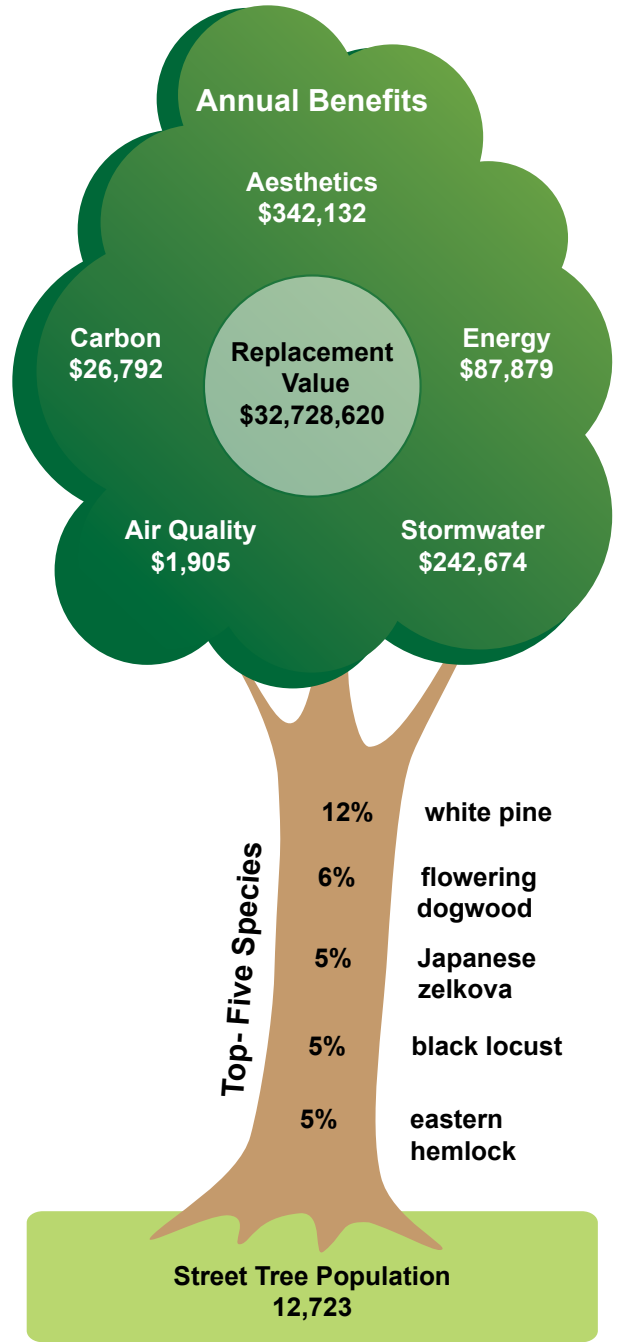 Annual Benefits
Aesthetics
$342,132
Carbon
$26,792
Replacement
Value
$32,728,620
Energy
$87,879
Air Quality
$1,905
Stormwater
$242,674
Top- Five Species
12% white pine
6% flowering
dogwood
5% Japanese
zelkova
5% black locust
5% eastern
hemlock
Street Tree Population
12,723